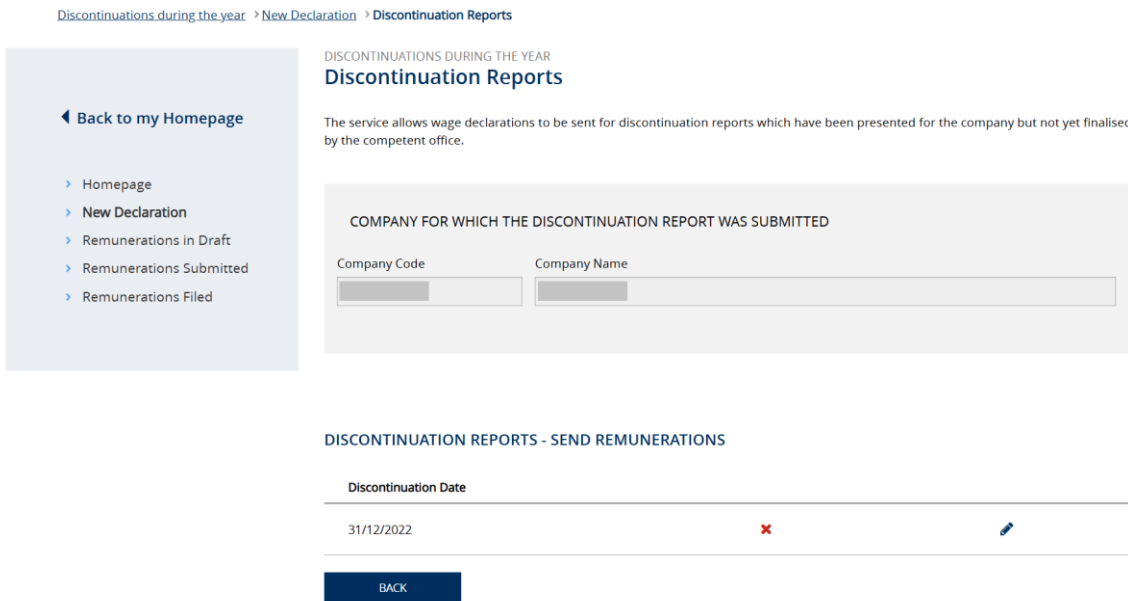 Discontinuations during the year > New Declaration > Discontinuation Reports
Back to my Homepage
Homepage
New Declaration
Remunerations in Draft
Remunerations Submitted
Remunerations Filed
DISCONTINUATIONS DURING THE YEAR
Discontinuation Reports
The service allows wage declarations to be sent for discontinuation reports which have been presented for the company but not yet finalised
by the competent office.
COMPANY FOR WHICH THE DISCONTINUATION REPORT WAS SUBMITTED
Company Code Company Name
DISCONTINUATION REPORTS - SEND REMUNERATIONS
Discontinuation Date
31/12/2022
BACK